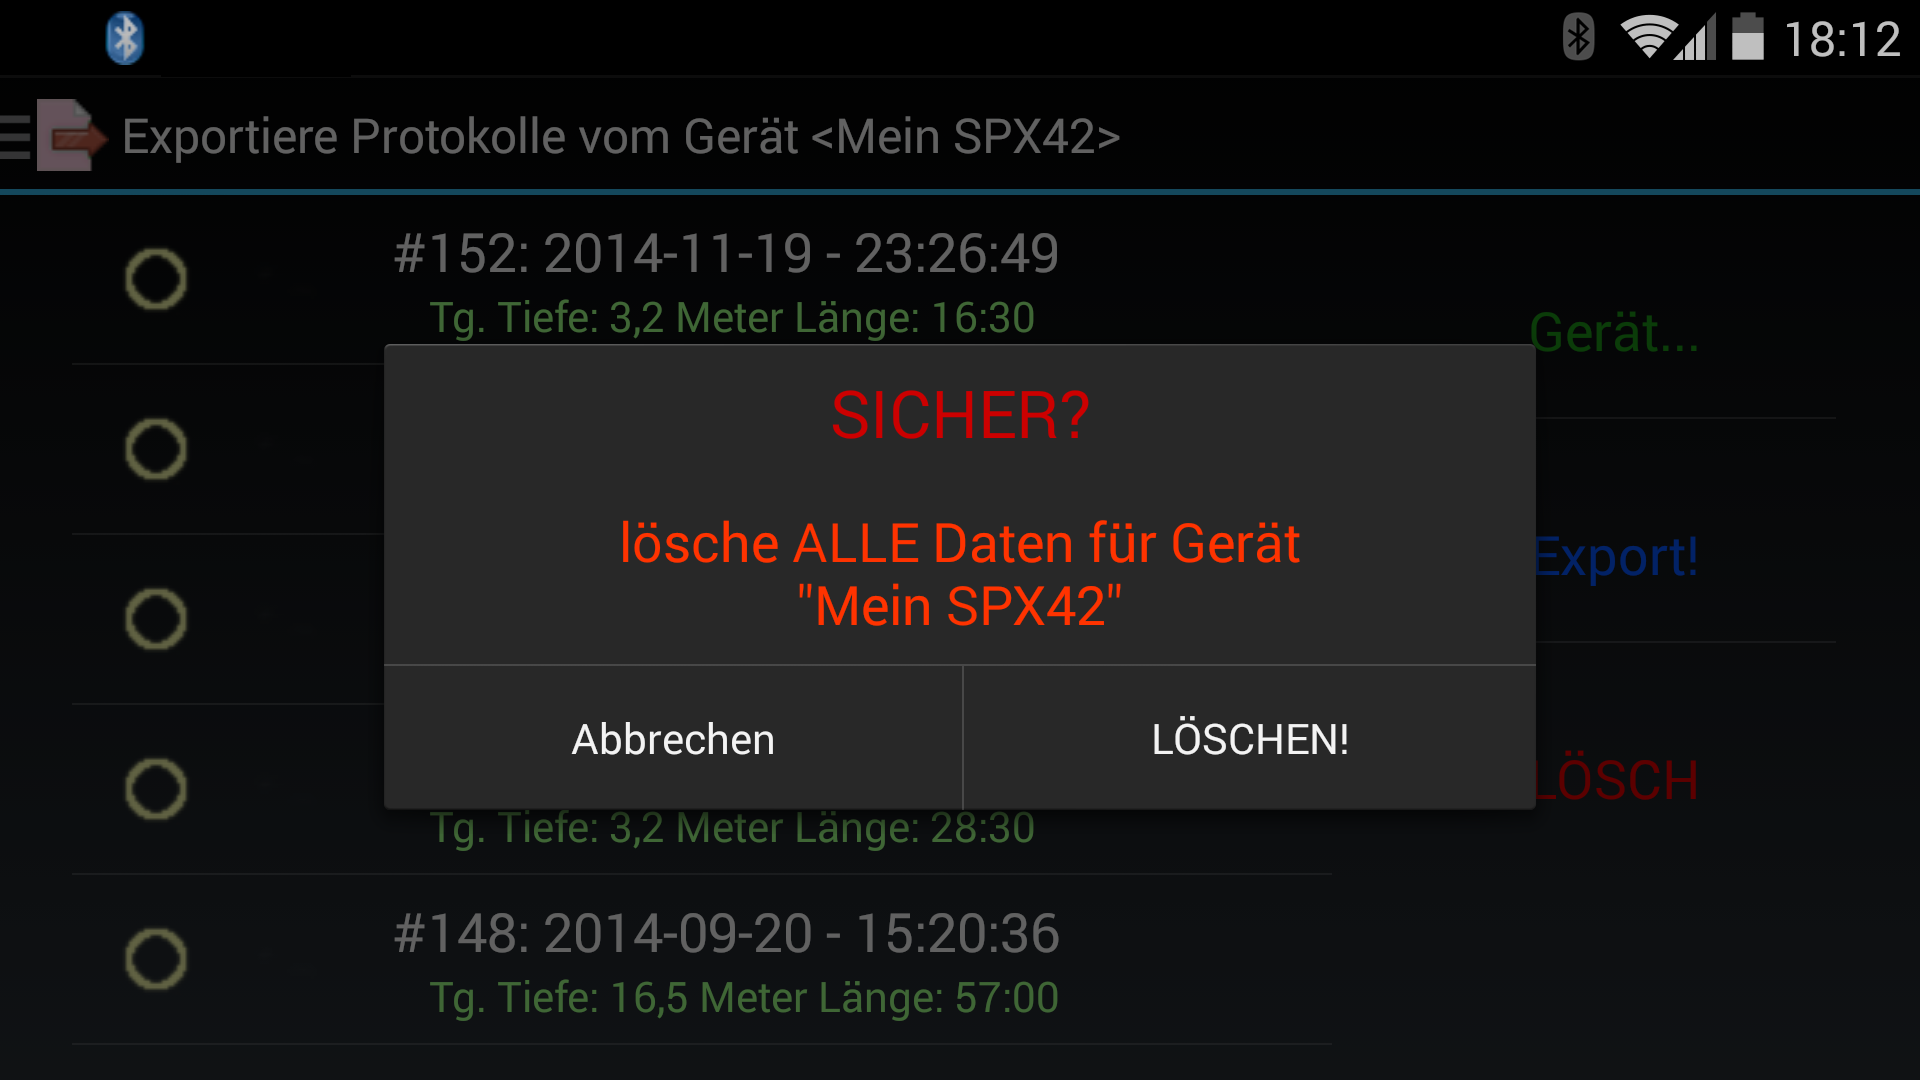 18:12
Exportiere Protokolle vom Gerät <Mein SPX42>
#152: 2014-11-19 - 23:26:49
Tg. Tiefe: 3,2 Meter Länge: 16:30
Gerät...
SICHER?
lösche ALLE Daten für Gerät
"Mein SPX42"
Export!
Abbrechen
LÖSCHEN!
LÖSCH
Tg. Tiefe: 3,2 Meter Länge: 28:30
#148: 2014-09-20 - 15:20:36
Tg. Tiefe: 16,5 Meter Länge: 57:00